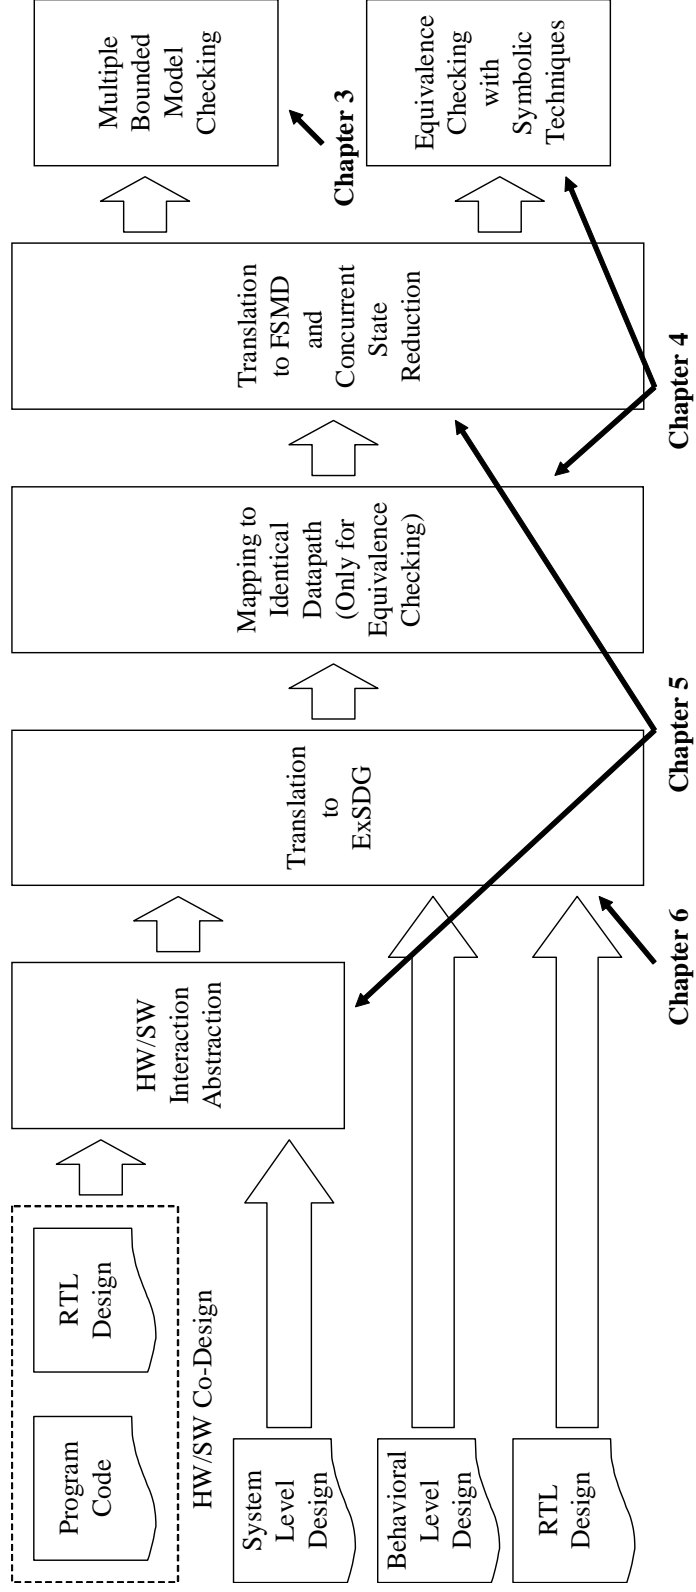 Program
Code
RTL
Design
HW/SW Co-Design
System
Level
Design
Behavioral
Level
Design
RTL
Design
HW/SW
Interaction
Abstraction
Translation
to
ExSDG
Mapping to
Identical
Datapath
(Only for
Equivalence
Checking)
Translation
to FSMD
and
Concurrent
State
Reduction
Multiple
Bounded
Model
Checking
Equivalence
Checking
with
Symbolic
Techniques
Chapter 6
Chapter 5
Chapter 4
Chapter 3